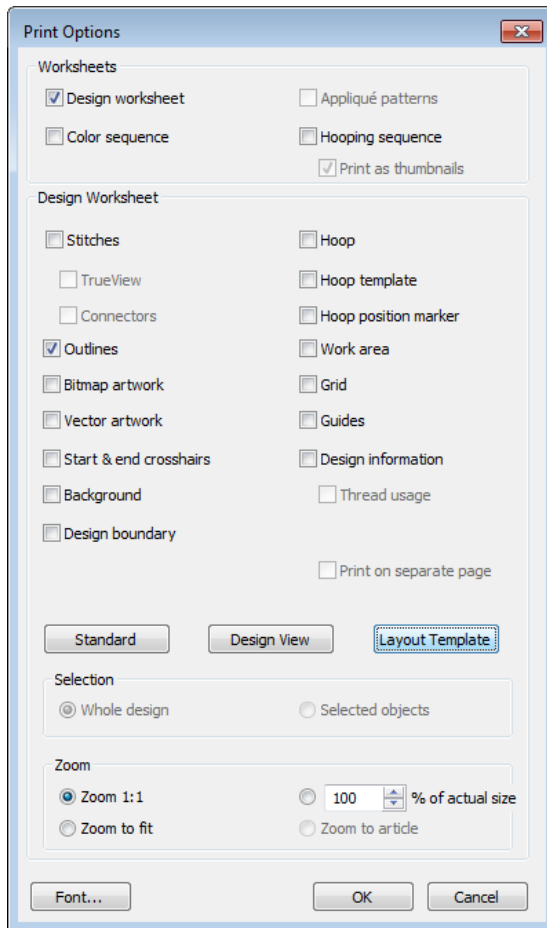 Print Options
Worksheets
Design worksheet
Appliqué patterns
Color sequence
Hooping sequence
Print as thumbnails
Design Worksheet
Stitches
Hoop
TrueView
Hoop template
Connectors
Hoop position marker
Outlines
Work area
Bitmap artwork
Grid
Vector artwork
Guides
Start & end crosshairs
Design information
Background
Thread usage
Design boundary
Print on separate page
Standard
Design View
Layout Template
Selection
Whole design
Selected objects
Zoom
Zoom 1:1
100 % of actual size
Zoom to fit
Zoom to article
Font...
OK
Cancel